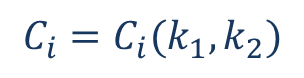 C_i = C_i(k_1, k_2)